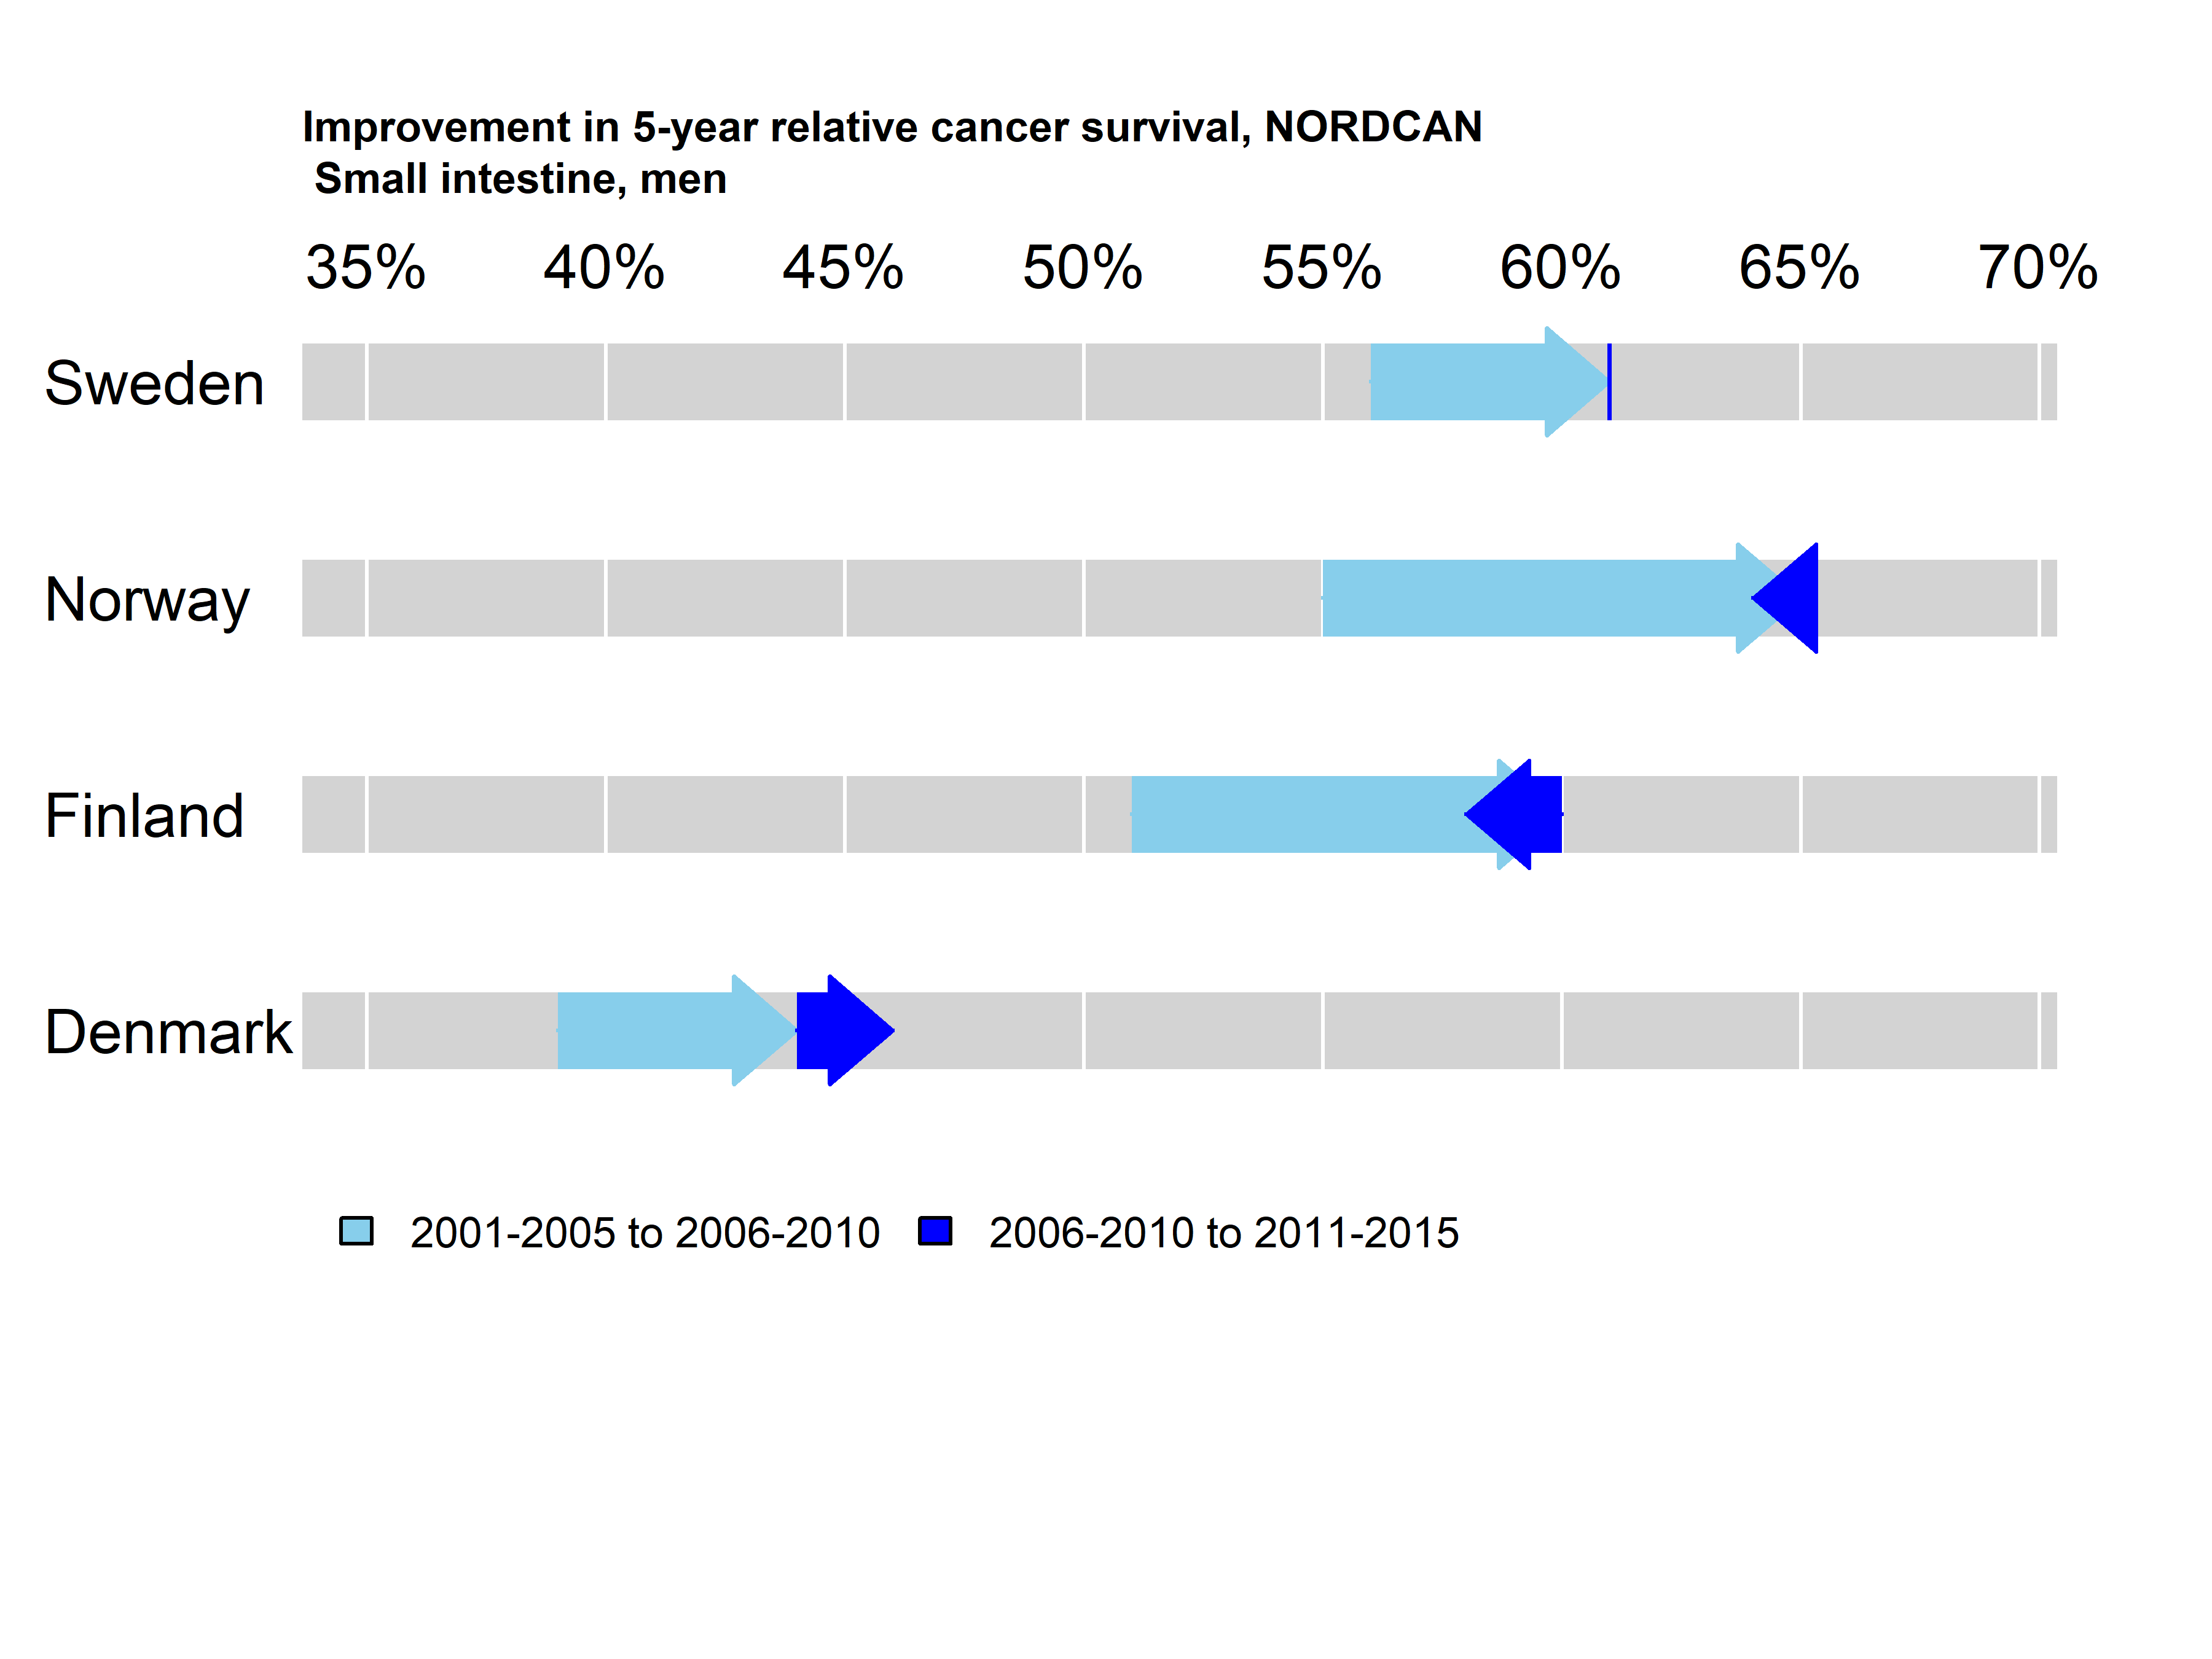 Improvement in 5-year relative cancer survival, NORDCAN
Small intestine, men
35% 40% 45% 50% 55% 60% 65% 70%
Sweden
Norway
Finland
Denmark
2001-2005 to 2006-2010 2006-2010 to 2011-2015